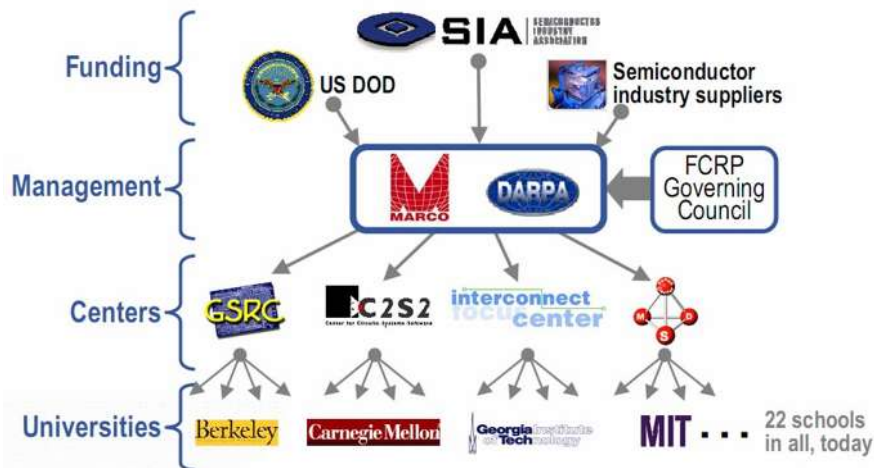 SIA
SEMICONDUCTOR
INDUSTRY
ASSOCIATION
Funding
US DOD
Semiconductor
industry suppliers
Management
MARCO
DARPA
FCRP
Governing
Council
Centers
GSRC
C2S2
Center for Circuits Systems Software
interconnect
focus
center
M
D
S
Universities
Berkeley
Carnegie Mellon
Georgia Institute
of Technology
MIT
22 schools
in all, today